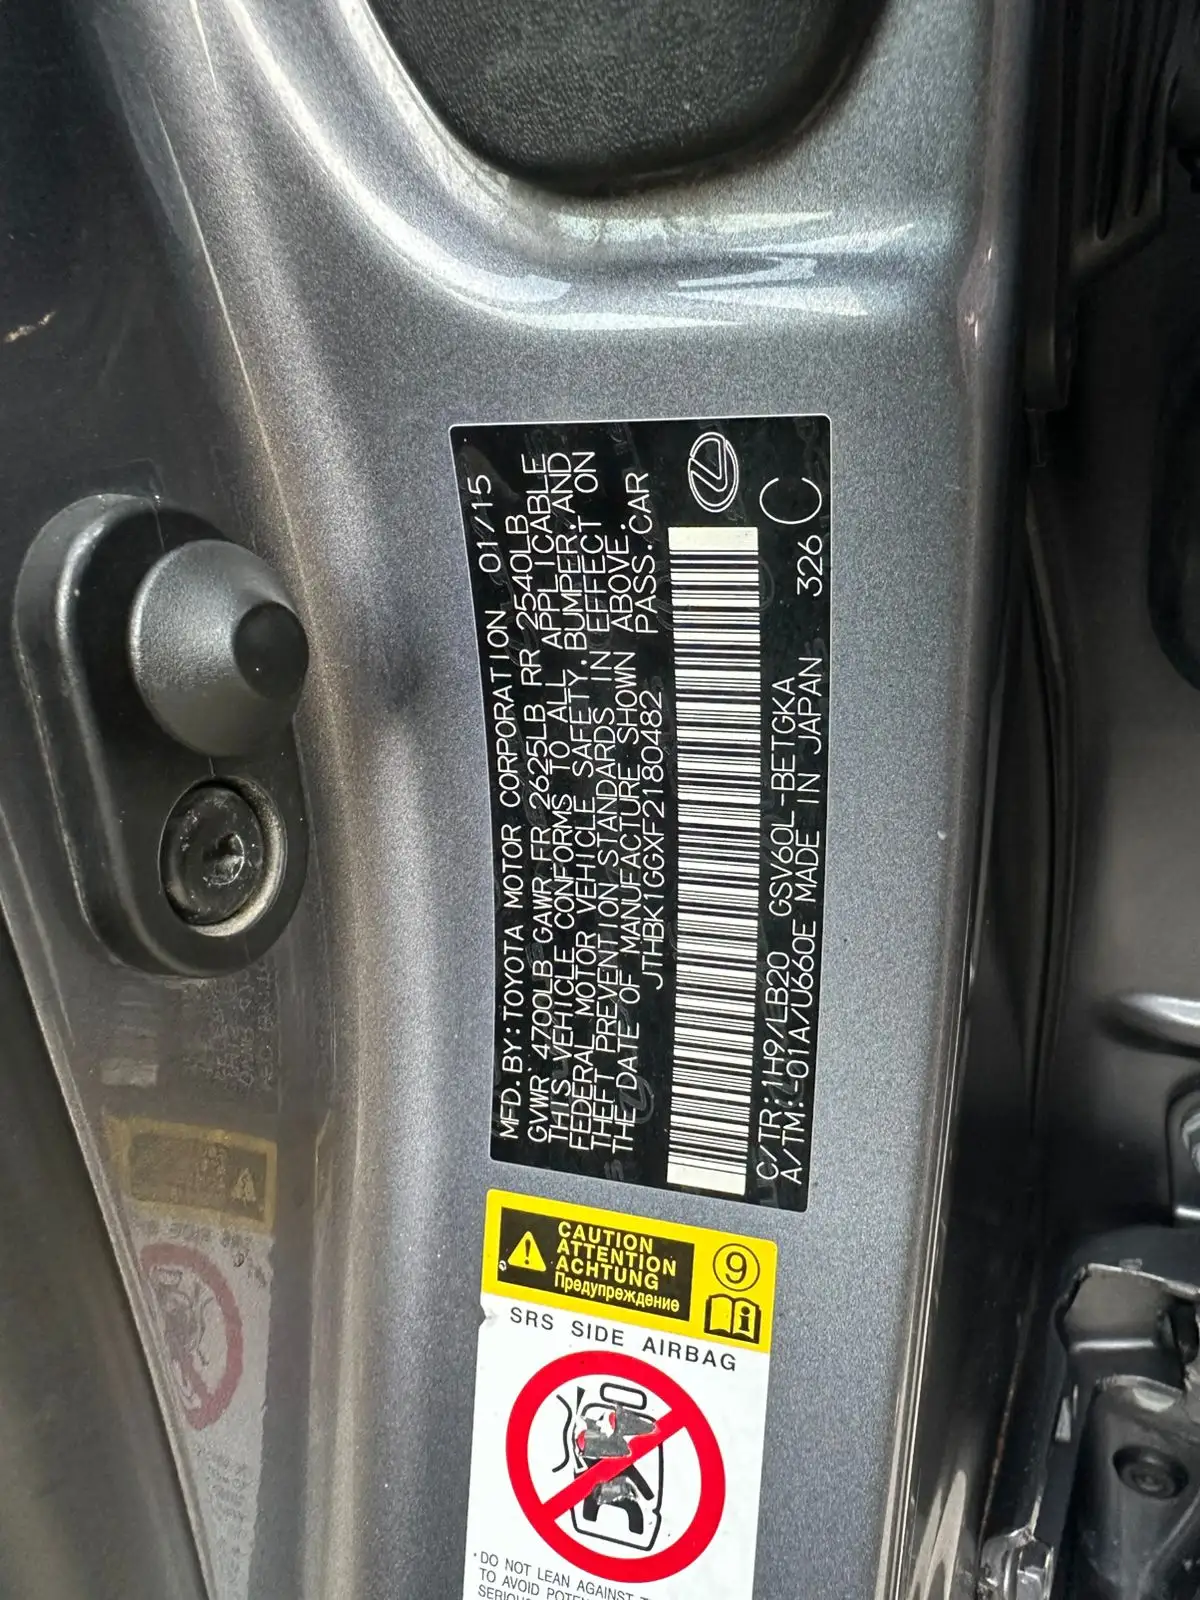 MFD. BY: TOYOTA MOTOR CORPORATION 01/15
GVWR 4700LB GAWR FR 2625LB RR 2540LB
THIS VEHICLE CONFORMS TO ALL APPLICABLE
FEDERAL MOTOR VEHICLE SAFETY, BUMPER, AND
THEFT PREVENTION STANDARDS IN EFFECT ON
THE DATE OF MANUFACTURE SHOWN ABOVE.
JTHBK1GGXF2180482 PASS.CAR
C/TR: 1H9/LB20 GSV60L-BETGKA
A/TM: -01A/U660E MADE IN JAPAN 326 C
CAUTION
ATTENTION
ACHTUNG
Предупреждение
9
SRS SIDE AIRBAG
DO NOT LEAN AGAINST
TO AVOID